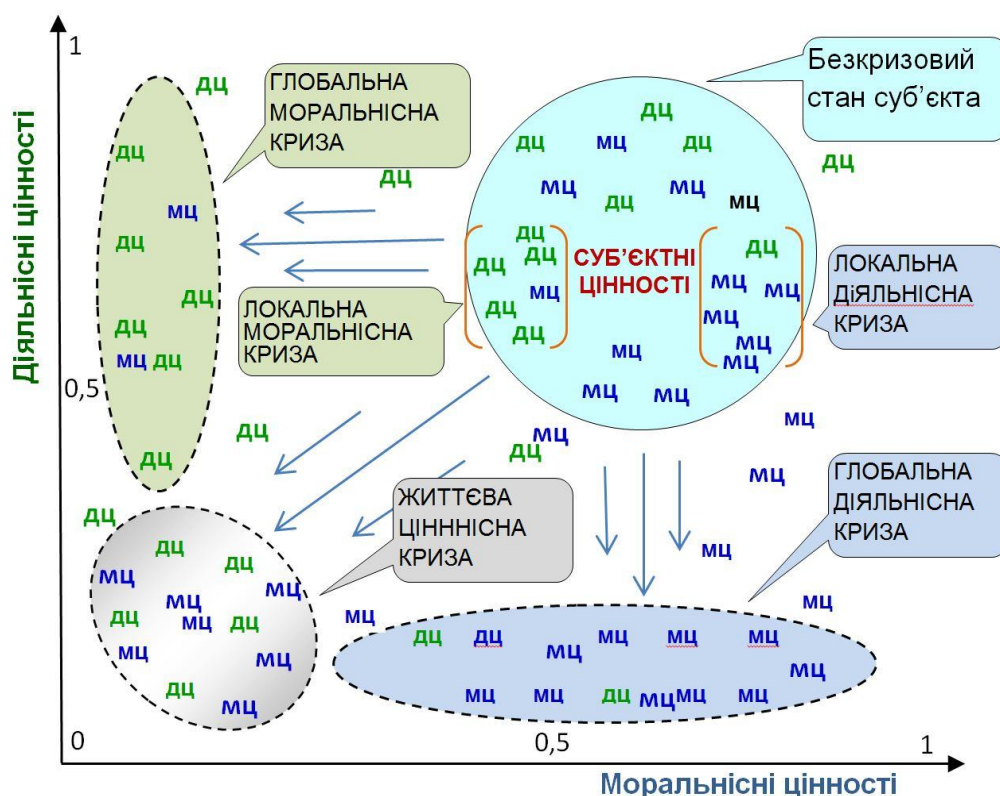 1
Діяльнісні цінності
0,5
0
0,5
1
Моральнісні цінності
ГЛОБАЛЬНА
МОРАЛЬНІСНА
КРИЗА
Безкризовий
стан суб’єкта
СУБ’ЄКТНІ
ЦІННОСТІ
ЛОКАЛЬНА
МОРАЛЬНІСНА
КРИЗА
ЛОКАЛЬНА
ДіЯЛЬНІСНА
КРИЗА
ЖИТТЄВА
ЦІНННІСНА
КРИЗА
ГЛОБАЛЬНА
ДІЯЛЬНІСНА
КРИЗА
ДЦ
ДЦ
МЦ
ДЦ
ДЦ
ДЦ
МЦ
ДЦ
ДЦ
ДЦ
ДЦ
ДЦ
МЦ
ДЦ
МЦ
МЦ
ДЦ
МЦ
ДЦ
ДЦ
ДЦ
МЦ
ДЦ
ДЦ
ДЦ
МЦ
МЦ
МЦ
МЦ
МЦ
МЦ
МЦ
МЦ
ДЦ
ДЦ
МЦ
ДЦ
МЦ
МЦ
МЦ
МЦ
МЦ
ДЦ
ДЦ
ДЦ
МЦ
МЦ
МЦ
ДЦ
МЦ
ДЦ
МЦ
МЦ
ДЦ
МЦ
ДЦ
ДЦ
МЦ
МЦ
МЦ
МЦ
МЦ
МЦ
МЦ
ДЦ
МЦ
МЦ
МЦ